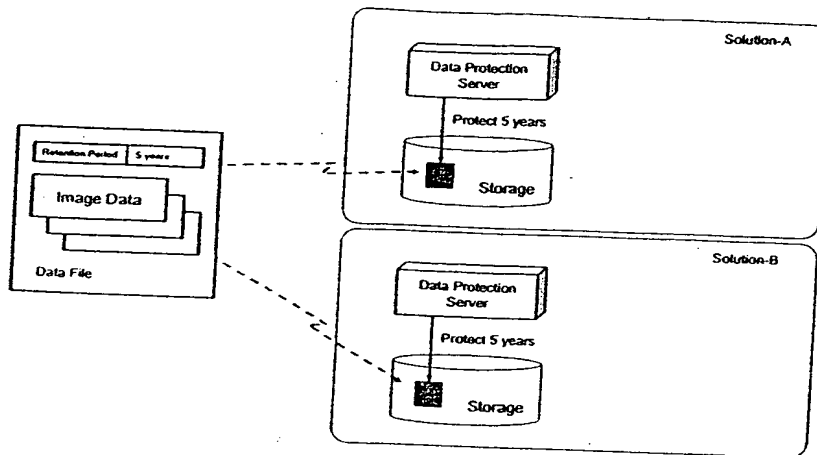 Retention Period 5 years
Image Data
Data File
Solution-A
Data Protection
Server
Protect 5 years
Storage
Solution-B
Data Protection
Server
Protect 5 years
Storage